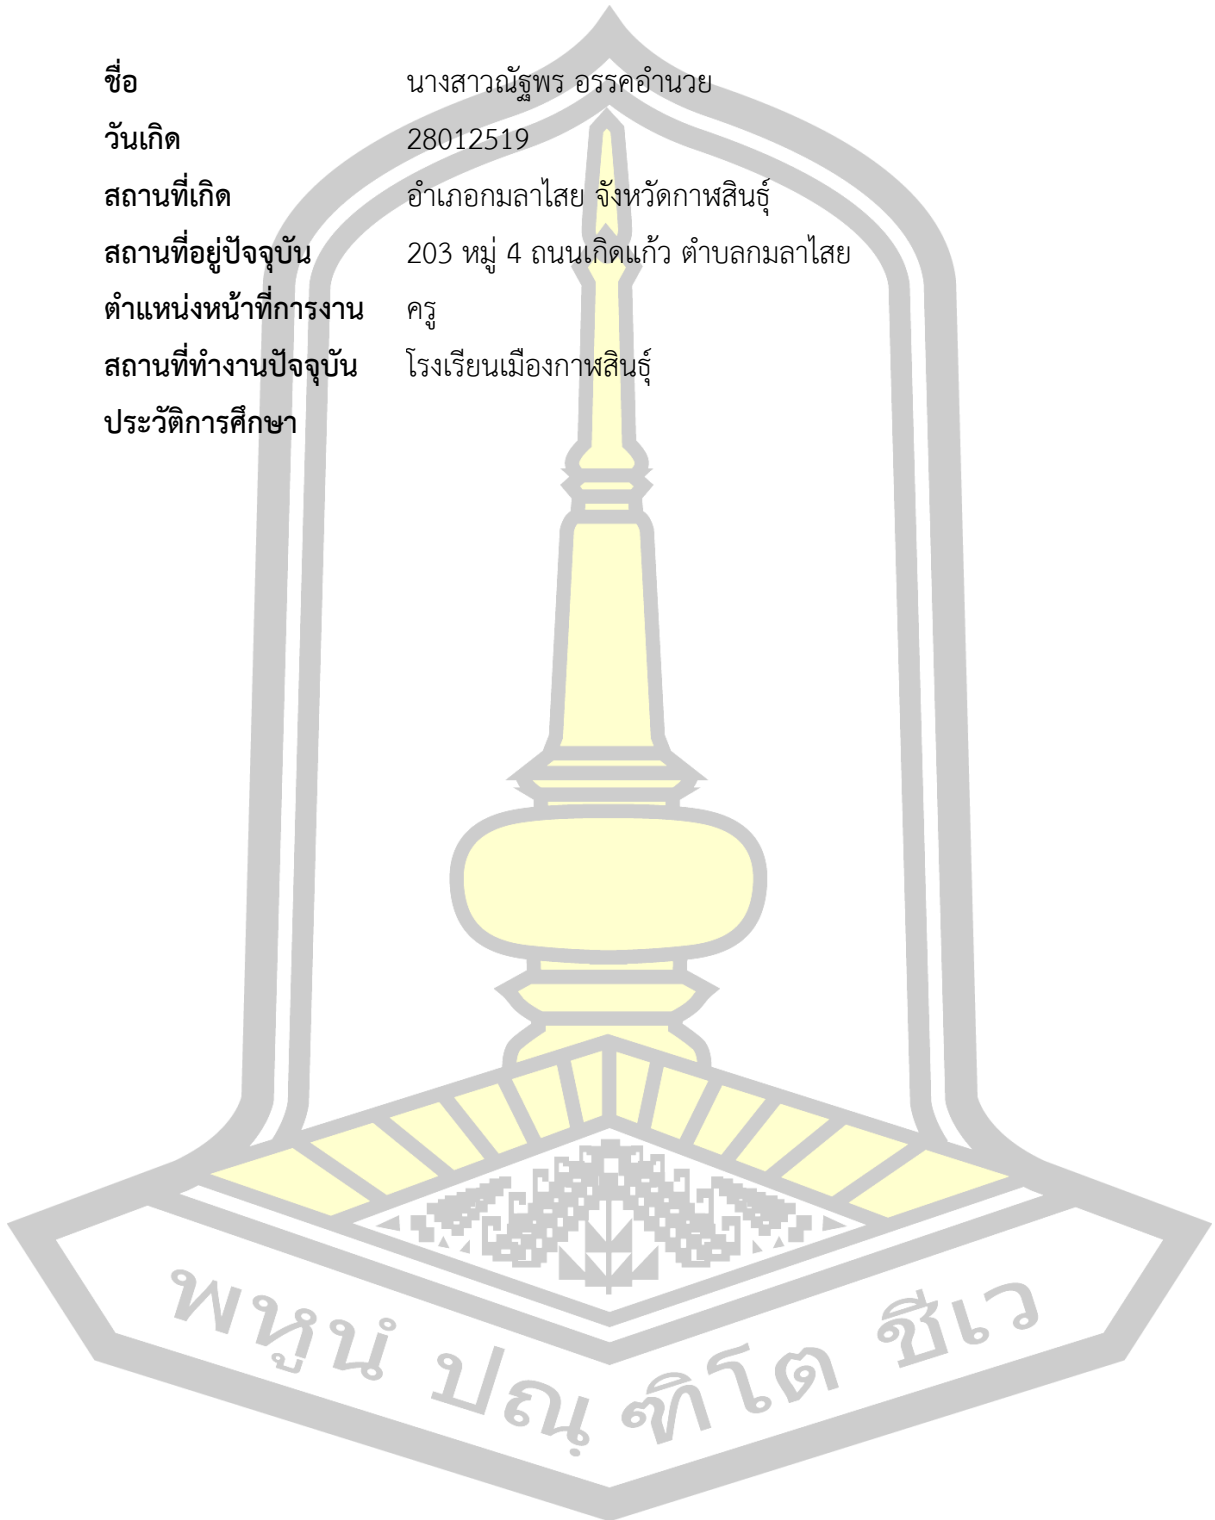 ชื่อ นางสาวณัฐพร อรรคอำนวย
วันเกิด 28012519
สถานที่เกิด อำเภอกมลาไสย จังหวัดกาฬสินธุ์
สถานที่อยู่ปัจจุบัน 203 หมู่ 4 ถนนเกิดแก้ว ตำบลกมลาไสย
ตำแหน่งหน้าที่การงาน ครู
สถานที่ทำงานปัจจุบัน โรงเรียนเมืองกาฬสินธุ์
ประวัติการศึกษา
พหูนํ ปณฺ ฑิโต ชีเว